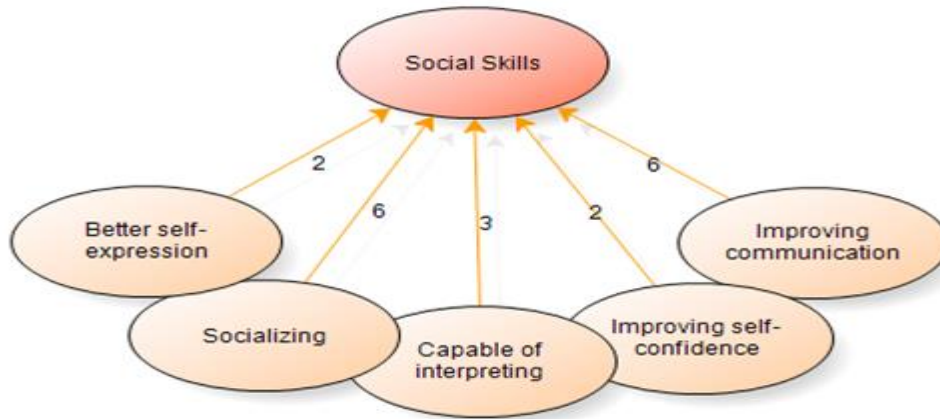 Social Skills
2
6
3
2
6
Better self-
expression
Socializing
Capable of
interpreting
Improving self-
confidence
Improving
communication